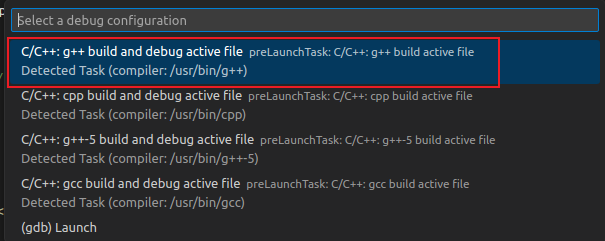 Select a debug configuration
C/C++: g++ build and debug active file preLaunchTask: C/C++: g++ build active file
Detected Task (compiler: /usr/bin/g++)
C/C++: cpp build and debug active file preLaunchTask: C/C++: cpp build active file
Detected Task (compiler: /usr/bin/cpp)
C/C++: g++-5 build and debug active file preLaunchTask: C/C++: g++-5 build active file
Detected Task (compiler: /usr/bin/g++-5)
C/C++: gcc build and debug active file preLaunchTask: C/C++: gcc build active file
Detected Task (compiler: /usr/bin/gcc)
(gdb) Launch